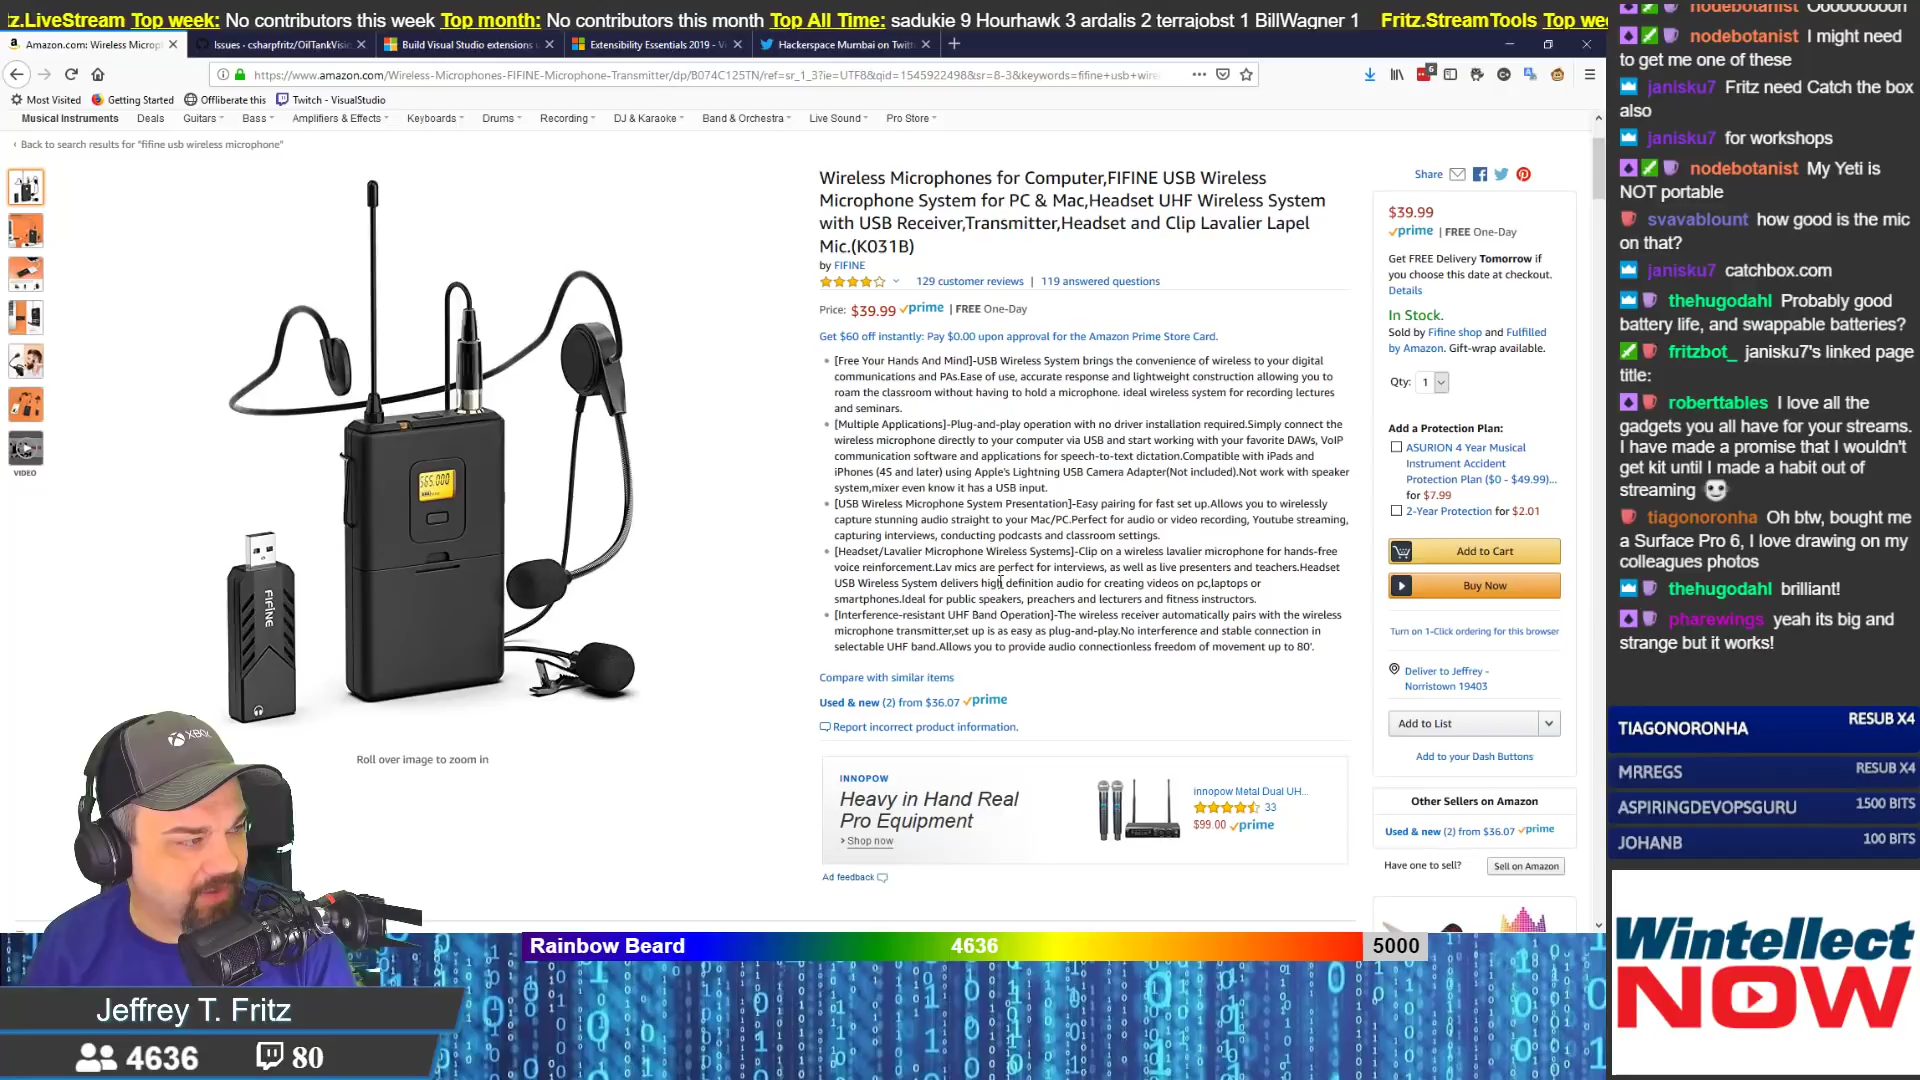 z.LiveStream Top week: No contributors this week Top month: No contributors this month Top All Time: sadukie 9 Hourhawk 3 ardalis 2 terrajobst 1 BillWagner 1 Fritz.StreamTools Top wee
Amazon.com: Wireless Microph
Issues - csharpfritz/OilTankVisi
Build Visual Studio extensions u
Extensibility Essentials 2019 - Vi
Hackerspace Mumbai on Twitt
https://www.amazon.com/Wireless-Microphones-FIFINE-Microphone-Transmitter/dp/B074C125TN/ref=sr_1_3?ie=UTF8&qid=1545922498&sr=8-3&keywords=fifine+usb+wire
Most Visited Getting Started Offliberate this Twitch - VisualStudio
Musical Instruments Deals Guitars Bass Amplifiers & Effects Keyboards Drums Recording DJ & Karaoke Band & Orchestra Live Sound Pro Store
‹ Back to search results for "fifine usb wireless microphone"
VIDEO
565.000
FIFINE
Roll over image to zoom in
Wireless Microphones for Computer,FIFINE USB Wireless
Microphone System for PC & Mac,Headset UHF Wireless System
with USB Receiver,Transmitter,Headset and Clip Lavalier Lapel
Mic.(K031B)
by FIFINE
129 customer reviews | 119 answered questions
Price: $39.99 prime | FREE One-Day
Get $60 off instantly: Pay $0.00 upon approval for the Amazon Prime Store Card.
• [Free Your Hands And Mind]-USB Wireless System brings the convenience of wireless to your digital
communications and PAs.Ease of use, accurate response and lightweight construction allowing you to
roam the classroom without having to hold a microphone. ideal wireless system for recording lectures
and seminars.
• [Multiple Applications]-Plug-and-play operation with no driver installation required.Simply connect the
wireless microphone directly to your computer via USB and start working with your favorite DAWs, VoIP
communication software and applications for speech-to-text dictation.Compatible with iPads and
iPhones (4S and later) using Apple's Lightning USB Camera Adapter(Not included).Not work with speaker
system,mixer even know it has a USB input.
• [USB Wireless Microphone System Presentation]-Easy pairing for fast set up.Allows you to wirelessly
capture stunning audio straight to your Mac/PC.Perfect for audio or video recording, Youtube streaming,
capturing interviews, conducting podcasts and classroom settings.
• [Headset/Lavalier Microphone Wireless Systems]-Clip on a wireless lavalier microphone for hands-free
voice reinforcement.Lav mics are perfect for interviews, as well as live presenters and teachers.Headset
USB Wireless System delivers high definition audio for creating videos on pc,laptops or
smartphones.Ideal for public speakers, preachers and lecturers and fitness instructors.
• [Interference-resistant UHF Band Operation]-The wireless receiver automatically pairs with the wireless
microphone transmitter,set up is as easy as plug-and-play.No interference and stable connection in
selectable UHF band.Allows you to provide audio connectionless freedom of movement up to 80'.
Compare with similar items
Used & new (2) from $36.07 prime
Report incorrect product information.
INNOPOW
Heavy in Hand Real
Pro Equipment
› Shop now
innopow Metal Dual UH...
33
$99.00 prime
Ad feedback
Share
$39.99
prime | FREE One-Day
Get FREE Delivery Tomorrow if
you choose this date at checkout.
Details
In Stock.
Sold by Fifine shop and Fulfilled
by Amazon. Gift-wrap available.
Qty: 1
Add a Protection Plan:
ASURION 4 Year Musical
Instrument Accident
Protection Plan ($0 - $49.99)...
for $7.99
2-Year Protection for $2.01
Add to Cart
Buy Now
Turn on 1-Click ordering for this browser
Deliver to Jeffrey -
Norristown 19403
Add to List
Add to your Dash Buttons
Other Sellers on Amazon
Used & new (2) from $36.07 prime
Have one to sell? Sell on Amazon
nodebotanist Oooooooooh
nodebotanist I might need
to get me one of these
janisku7 Fritz need Catch the box
also
janisku7 for workshops
nodebotanist My Yeti is
NOT portable
svavablount how good is the mic
on that?
janisku7 catchbox.com
thehugodahl Probably good
battery life, and swappable batteries?
fritzbot_ janisku7's linked page
title:
roberttables I love all the
gadgets you all have for your streams.
I have made a promise that I wouldn't
get kit until I made a habit out of
streaming
tiagonoronha Oh btw, bought me
a Surface Pro 6, I love drawing on my
colleagues photos
thehugodahl brilliant!
pharewings yeah its big and
strange but it works!
TIAGONORONHA RESUB X4
MRREGS RESUB X4
ASPIRINGDEVOPSGURU 1500 BITS
JOHANB 100 BITS
Wintellect
NOW
XBOX
Rainbow Beard 4636 5000
Jeffrey T. Fritz
4636 80